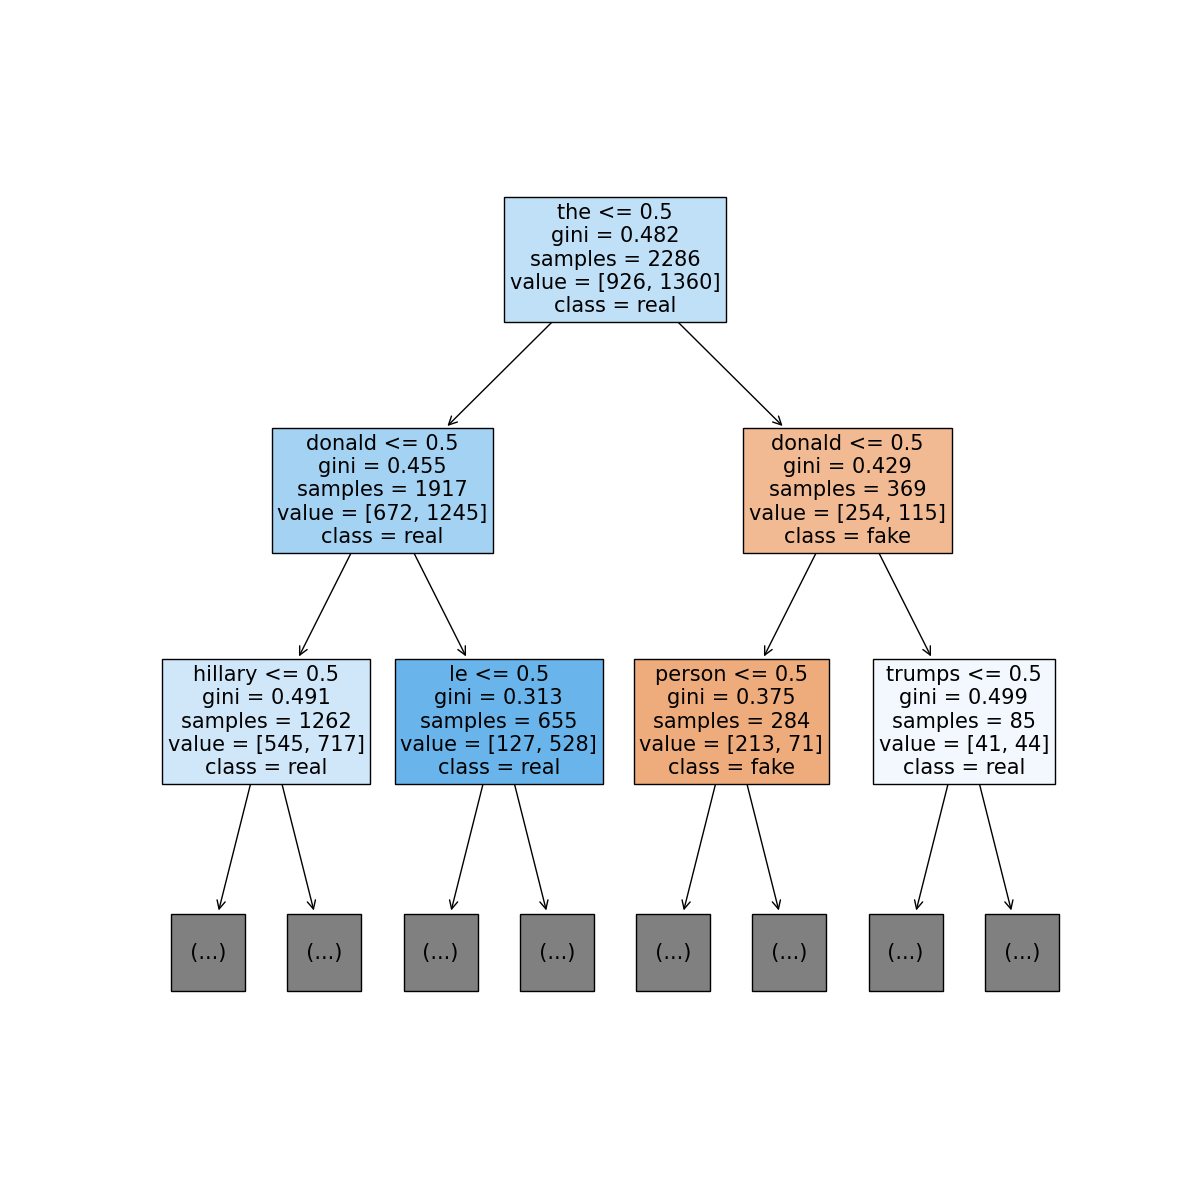 the <= 0.5
gini = 0.482
samples = 2286
value = [926, 1360]
class = real
donald <= 0.5
gini = 0.455
samples = 1917
value = [672, 1245]
class = real
donald <= 0.5
gini = 0.429
samples = 369
value = [254, 115]
class = fake
hillary <= 0.5
gini = 0.491
samples = 1262
value = [545, 717]
class = real
le <= 0.5
gini = 0.313
samples = 655
value = [127, 528]
class = real
person <= 0.5
gini = 0.375
samples = 284
value = [213, 71]
class = fake
trumps <= 0.5
gini = 0.499
samples = 85
value = [41, 44]
class = real
(...)
(...)
(...)
(...)
(...)
(...)
(...)
(...)